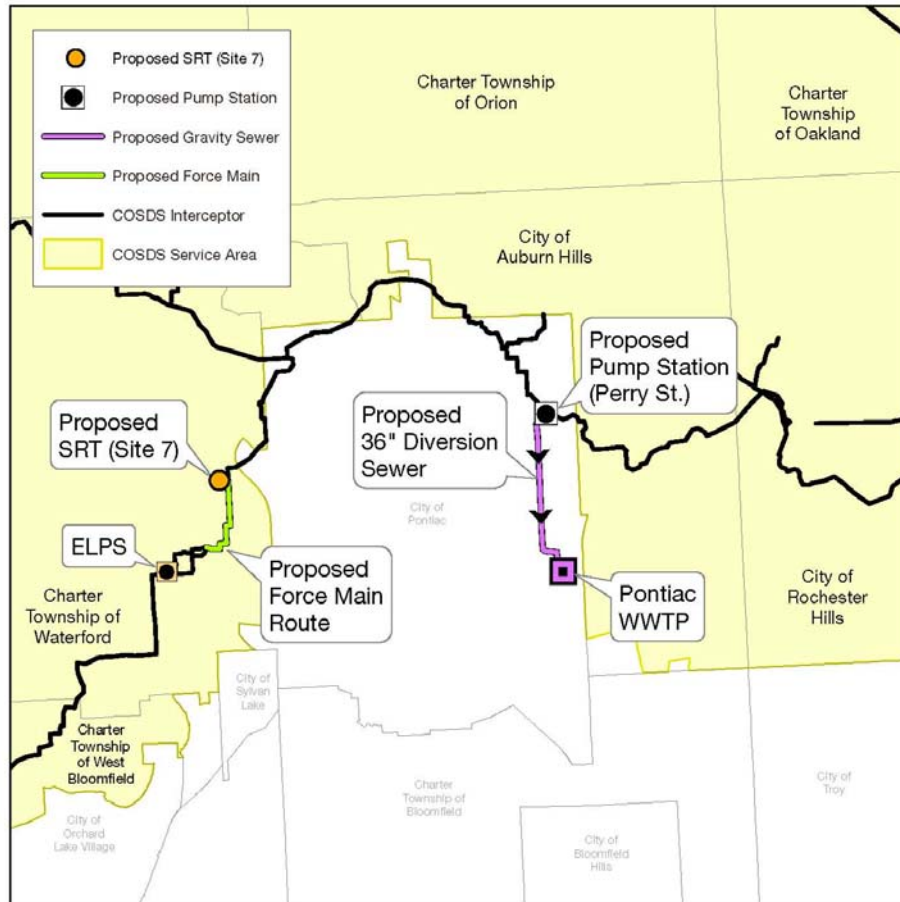 Proposed SRT (Site 7)
Proposed Pump Station
Proposed Gravity Sewer
Proposed Force Main
COSDS Interceptor
COSDS Service Area
Charter Township
of Orion
Charter
Township
of Oakland
City of
Auburn Hills
Proposed
Pump Station
(Perry St.)
Proposed
SRT (Site 7)
Proposed
36" Diversion
Sewer
City of
Pontiac
ELPS
Proposed
Force Main
Route
Pontiac
WWTP
Charter
Township of
Waterford
City of
Rochester
Hills
City of
Sylvan
Lake
Charter
Township
of West
Bloomfield
City of
Orchard
Lake Village
Charter
Township of
Bloomfield
City of
Troy
City of
Bloomfield
Hills